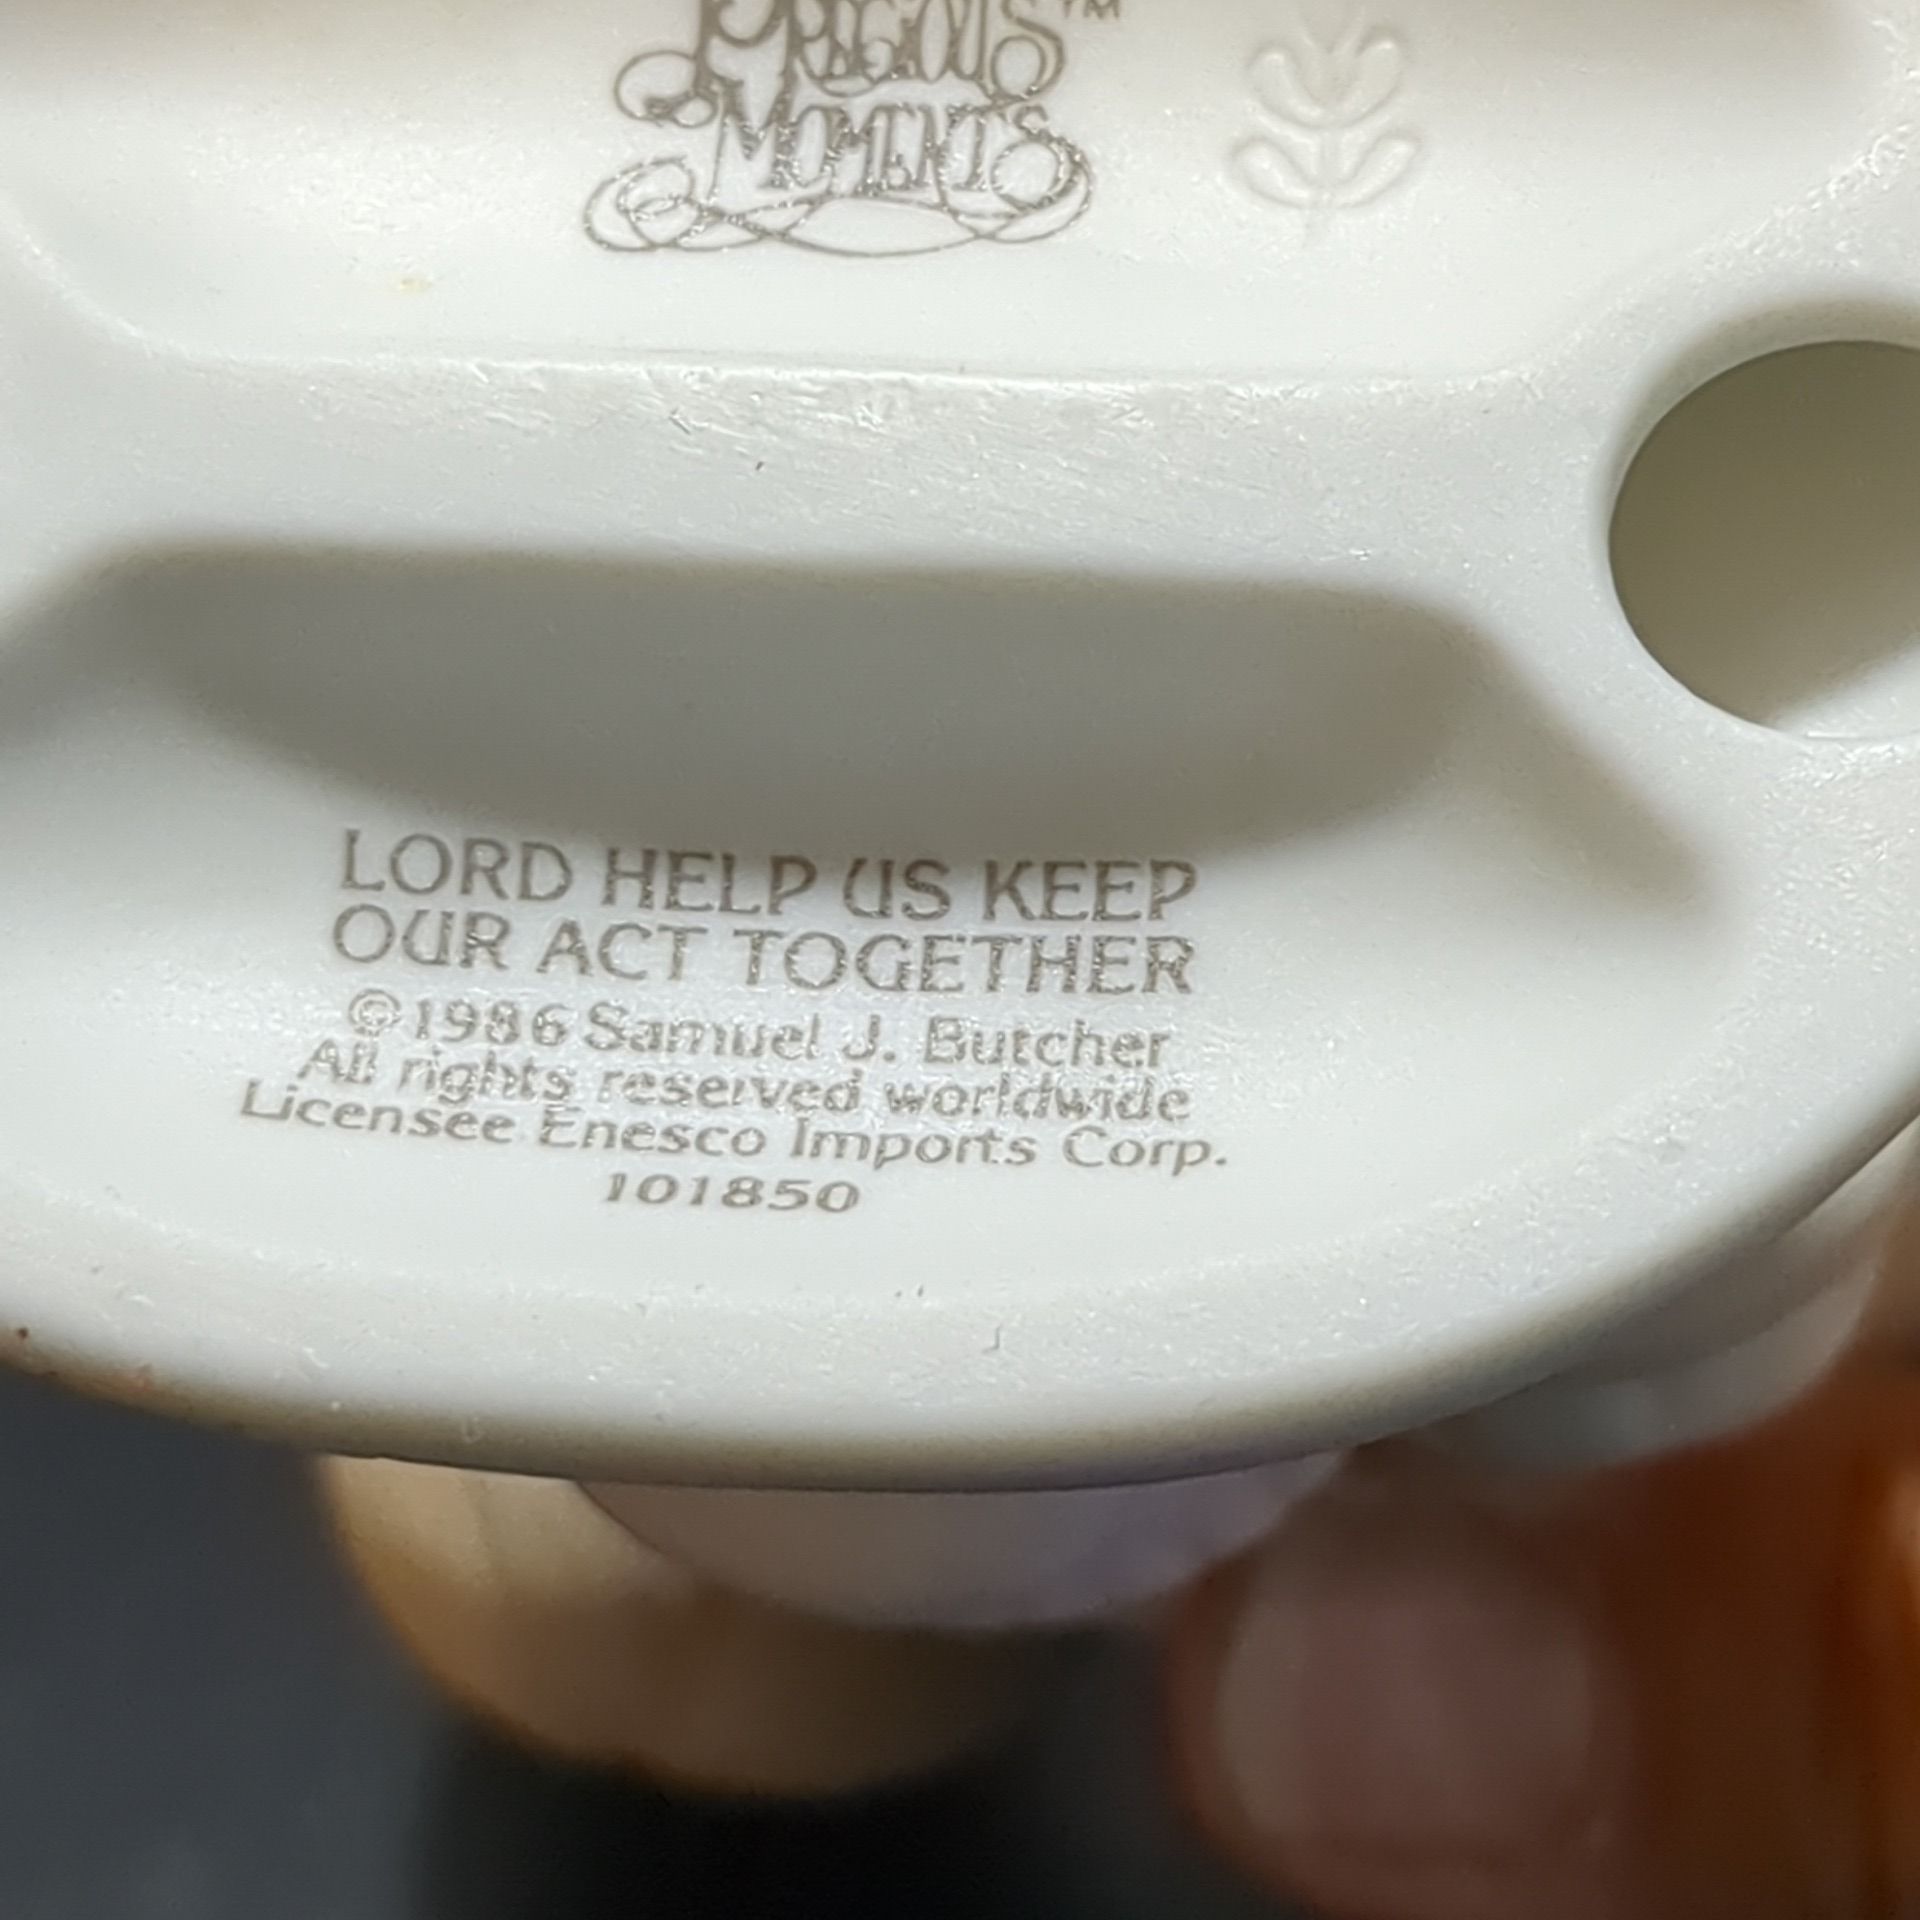 PRECIOUS™
MOMENTS
LORD HELP US KEEP
OUR ACT TOGETHER
©1986 Samuel J. Butcher
All rights reserved worldwide
Licensee Enesco Imports Corp.
101850